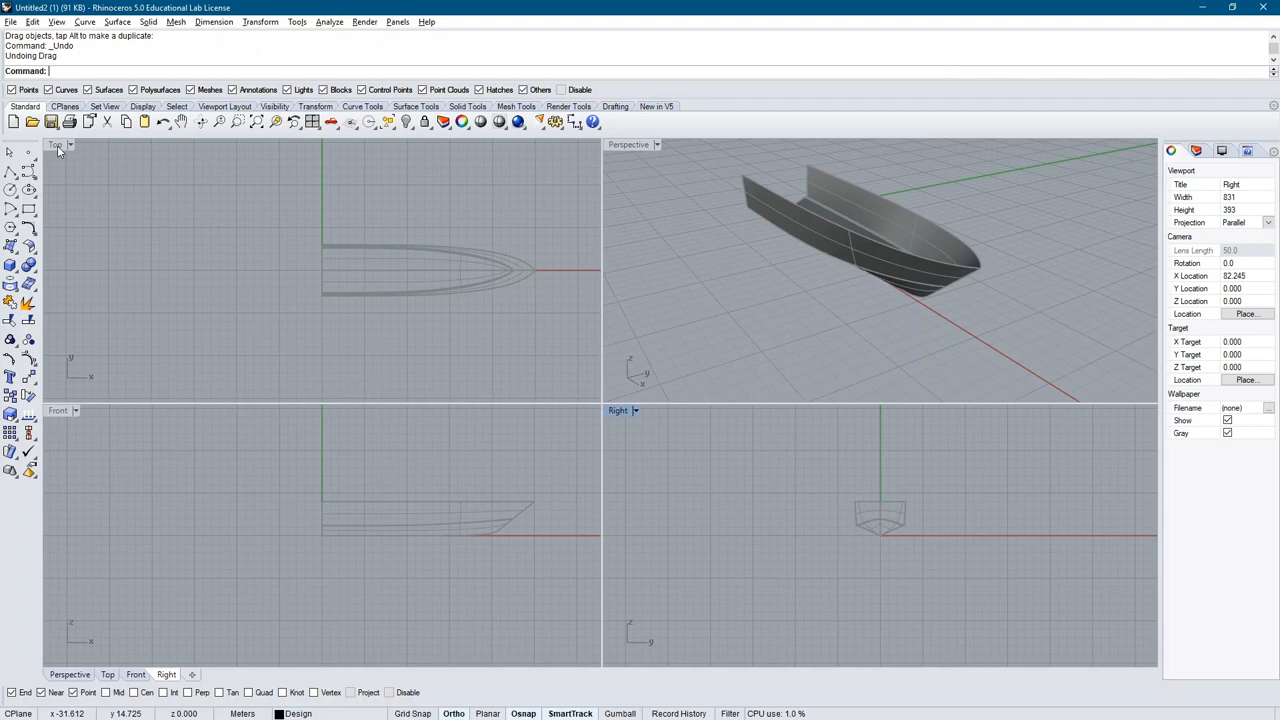 Untitled2 (1) (91 KB) - Rhinoceros 5.0 Educational Lab License
File Edit View Curve Surface Solid Mesh Dimension Transform Tools Analyze Render Panels Help
Drag objects, tap Alt to make a duplicate:
Command: _Undo
Undoing Drag
Command:
Points Curves Surfaces Polysurfaces Meshes Annotations Lights Blocks Control Points Point Clouds Hatches Others Disable
Standard CPlanes Set View Display Select Viewport Layout Visibility Transform Curve Tools Surface Tools Solid Tools Mesh Tools Render Tools Drafting New in V5
Top
Perspective
y
x
z
y
x
Front
Right
z
x
z
y
Viewport
Title Right
Width 831
Height 393
Projection Parallel
Camera
Lens Length 50.0
Rotation 0.0
X Location 82.245
Y Location 0.000
Z Location 0.000
Location Place...
Target
X Target 0.000
Y Target 0.000
Z Target 0.000
Location Place...
Wallpaper
Filename (none) ...
Show
Gray
Perspective Top Front Right
End Near Point Mid Cen Int Perp Tan Quad Knot Vertex Project Disable
CPlane x -31.612 y 14.725 z 0.000 Meters Design Grid Snap Ortho Planar Osnap SmartTrack Gumball Record History Filter CPU use: 1.0 %